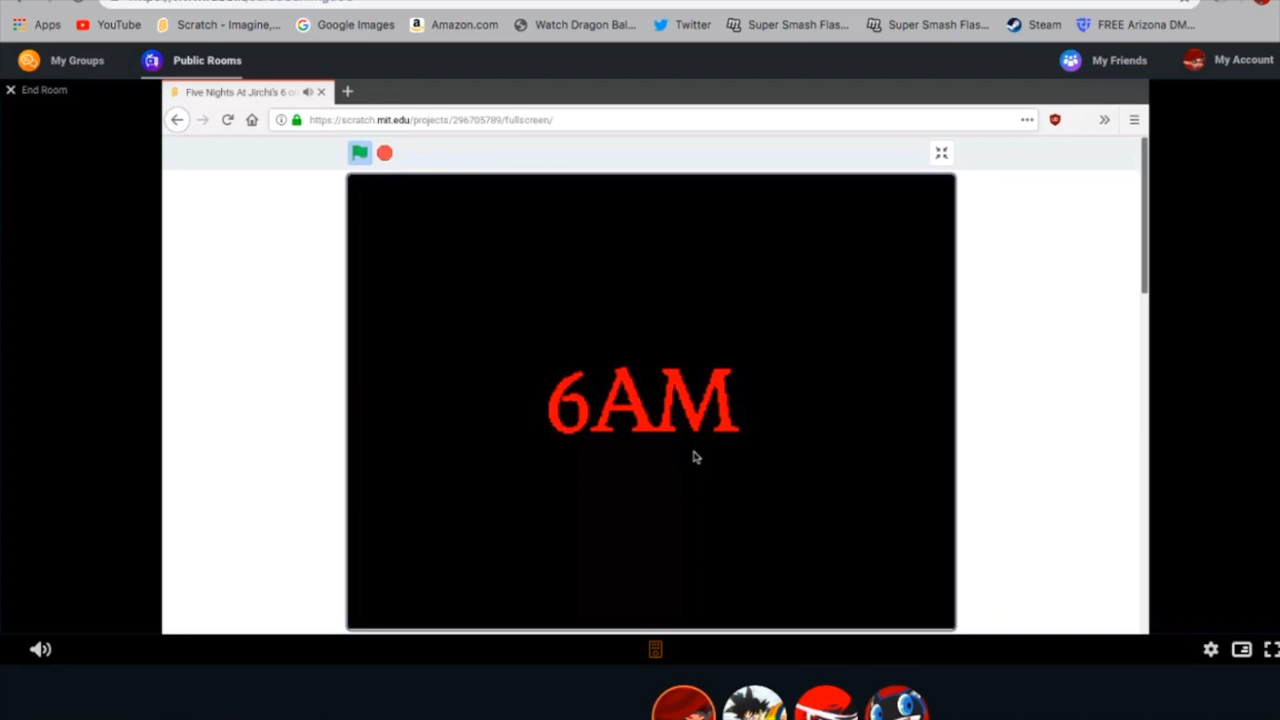 Apps YouTube Scratch - Imagine,... Google Images Amazon.com Watch Dragon Bal... Twitter Super Smash Flas... Super Smash Flas... Steam FREE Arizona DM...
My Groups Public Rooms My Friends My Account
End Room Five Nights At Jirchi's 6 on
https://scratch.mit.edu/projects/296705789/fullscreen/
6AM